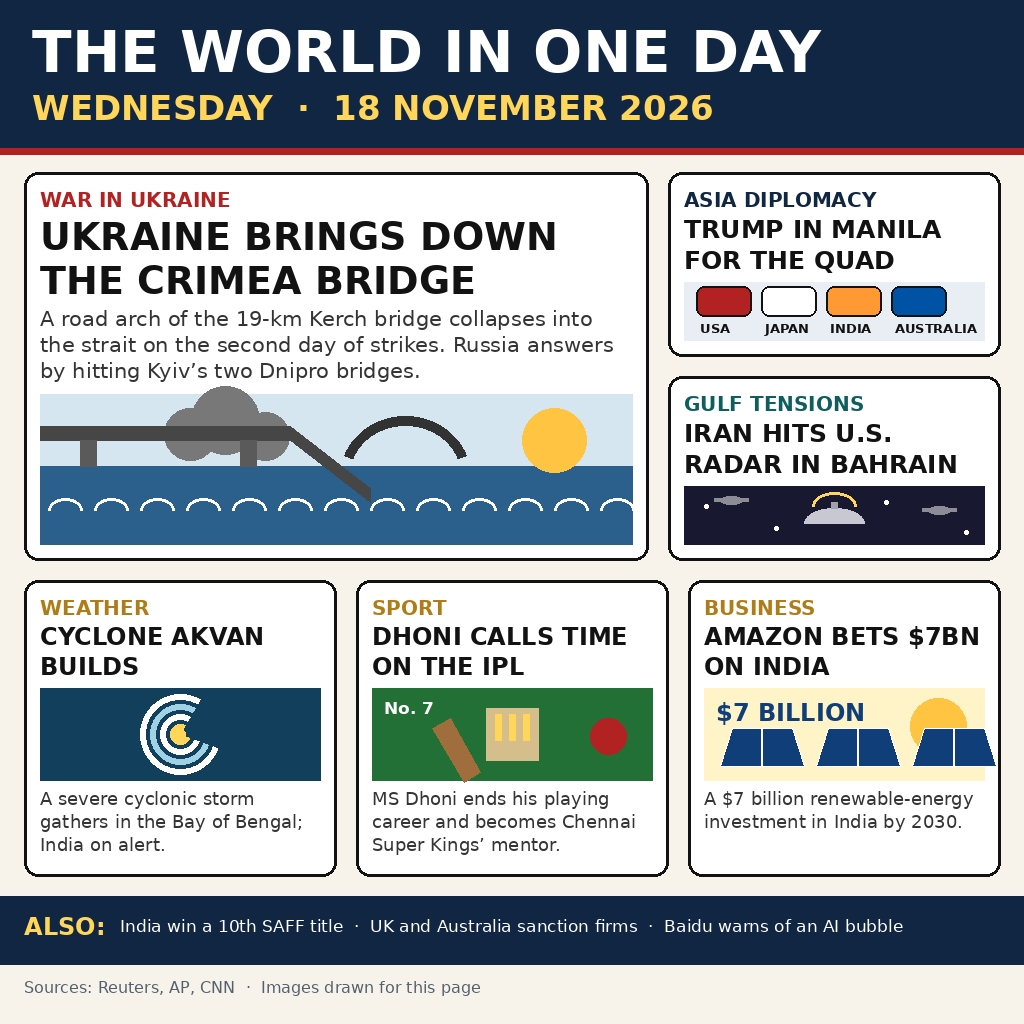 THE WORLD IN ONE DAY
WEDNESDAY · 18 NOVEMBER 2026
WAR IN UKRAINE
UKRAINE BRINGS DOWN
THE CRIMEA BRIDGE
A road arch of the 19-km Kerch bridge collapses into
the strait on the second day of strikes. Russia answers
by hitting Kyiv’s two Dnipro bridges.
ASIA DIPLOMACY
TRUMP IN MANILA
FOR THE QUAD
USA JAPAN INDIA AUSTRALIA
GULF TENSIONS
IRAN HITS U.S.
RADAR IN BAHRAIN
WEATHER
CYCLONE AKVAN
BUILDS
A severe cyclonic storm
gathers in the Bay of Bengal;
India on alert.
SPORT
DHONI CALLS TIME
ON THE IPL
No. 7
MS Dhoni ends his playing
career and becomes Chennai
Super Kings’ mentor.
BUSINESS
AMAZON BETS $7BN
ON INDIA
$7 BILLION
A $7 billion renewable-energy
investment in India by 2030.
ALSO: India win a 10th SAFF title · UK and Australia sanction firms · Baidu warns of an AI bubble
Sources: Reuters, AP, CNN · Images drawn for this page